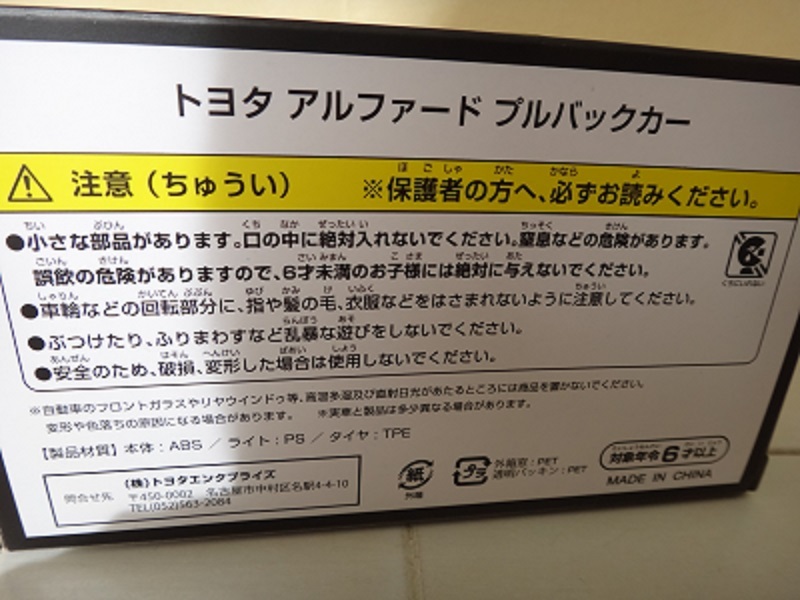 トヨタ アルファード プルバックカー
注意(ちゅうい) ※保護者の方へ、必ずお読みください。
●小さな部品があります。口の中に絶対入れないでください。窒息などの危険があります。
誤飲の危険がありますので、6才未満のお子様には絶対に与えないでください。
●車輪などの回転部分に、指や髪の毛、衣服などをはさまれないように注意してください。
●ぶつけたり、ふりまわすなど乱暴な遊びをしないでください。
●安全のため、破損、変形した場合は使用しないでください。
※自動車のフロントガラスやリヤウインドゥ等、高温多湿及び直射日光があたるところには商品を置かないでください。
変形や色落ちの原因になる場合があります。 ※実車と製品は多少異なる場合があります。
【製品材質】本体:ABS / ライト:PS / タイヤ:TPE
問合せ先
(株)トヨタエンタプライズ
〒450-0002 名古屋市中村区名駅4-4-10
TEL(052)563-2084
紙
外箱
プラ
外箱窓:PET
透明パッキン:PET
対象年令6才以上
MADE IN CHINA